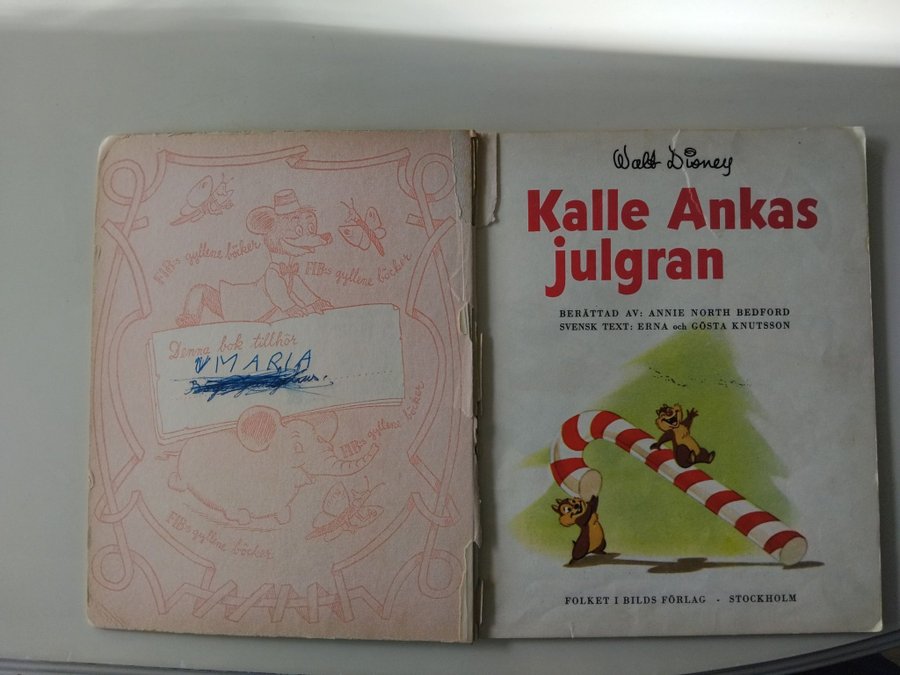 FIB:s gyllene böcker
FIB:s gyllene böcker
Denna bok tillhör
MARIA
FIB:s gyllene böcker
FIB:s gyllene böcker
Walt Disney
Kalle Ankas
julgran
BERÄTTAD AV: ANNIE NORTH BEDFORD
SVENSK TEXT: ERNA och GÖSTA KNUTSSON
FOLKET I BILDS FÖRLAG · STOCKHOLM